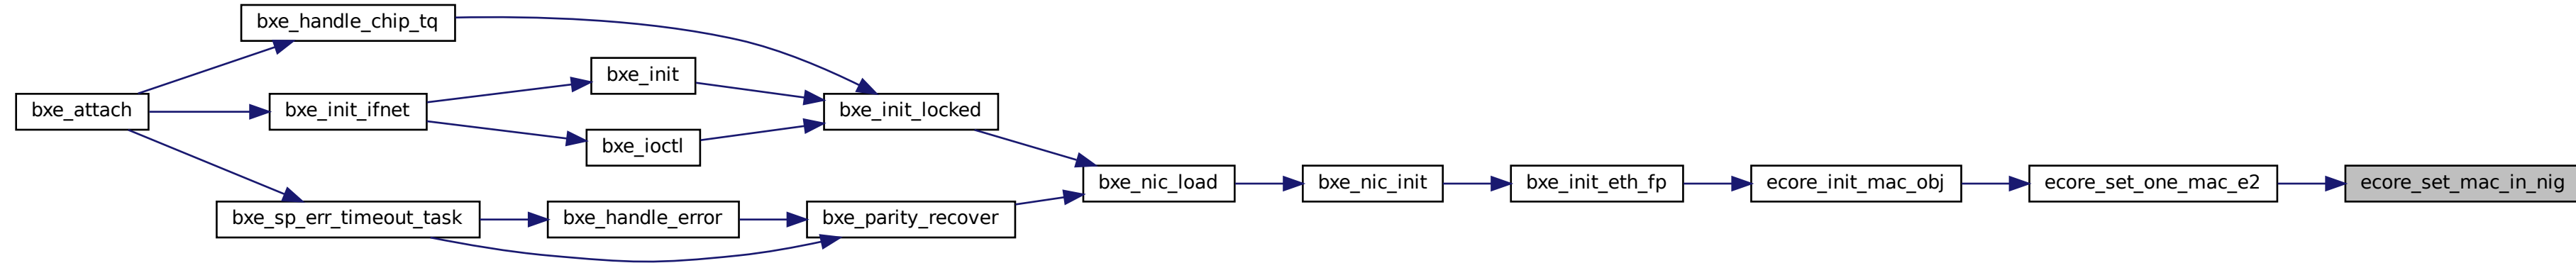 bxe_handle_chip_tq
bxe_init
bxe_attach
bxe_init_ifnet
bxe_init_locked
bxe_ioctl
bxe_nic_load
bxe_nic_init
bxe_init_eth_fp
ecore_init_mac_obj
ecore_set_one_mac_e2
ecore_set_mac_in_nig
bxe_sp_err_timeout_task
bxe_handle_error
bxe_parity_recover